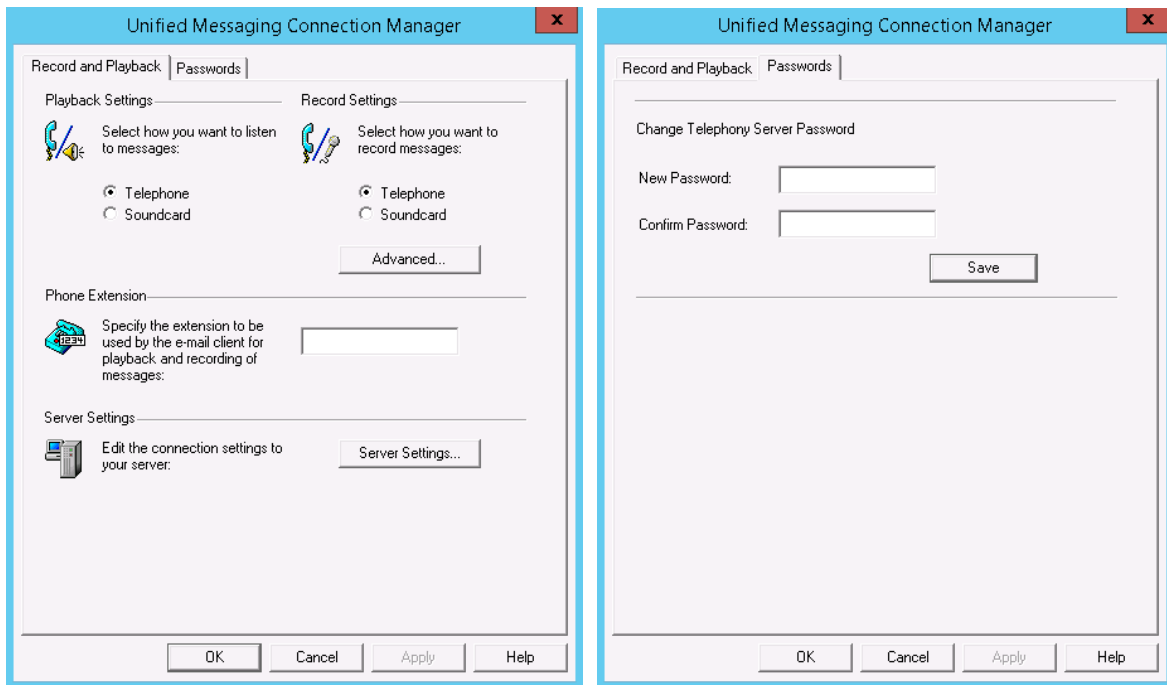 Unified Messaging Connection Manager
x
Record and Playback
Passwords
Playback Settings
Select how you want to listen
to messages:
Telephone
Soundcard
Record Settings
Select how you want to
record messages:
Telephone
Soundcard
Advanced...
Phone Extension
1234
Specify the extension to be
used by the e-mail client for
playback and recording of
messages:
Server Settings
Edit the connection settings to
your server:
Server Settings...
OK
Cancel
Apply
Help
Unified Messaging Connection Manager
x
Record and Playback
Passwords
Change Telephony Server Password
New Password:
Confirm Password:
Save
OK
Cancel
Apply
Help